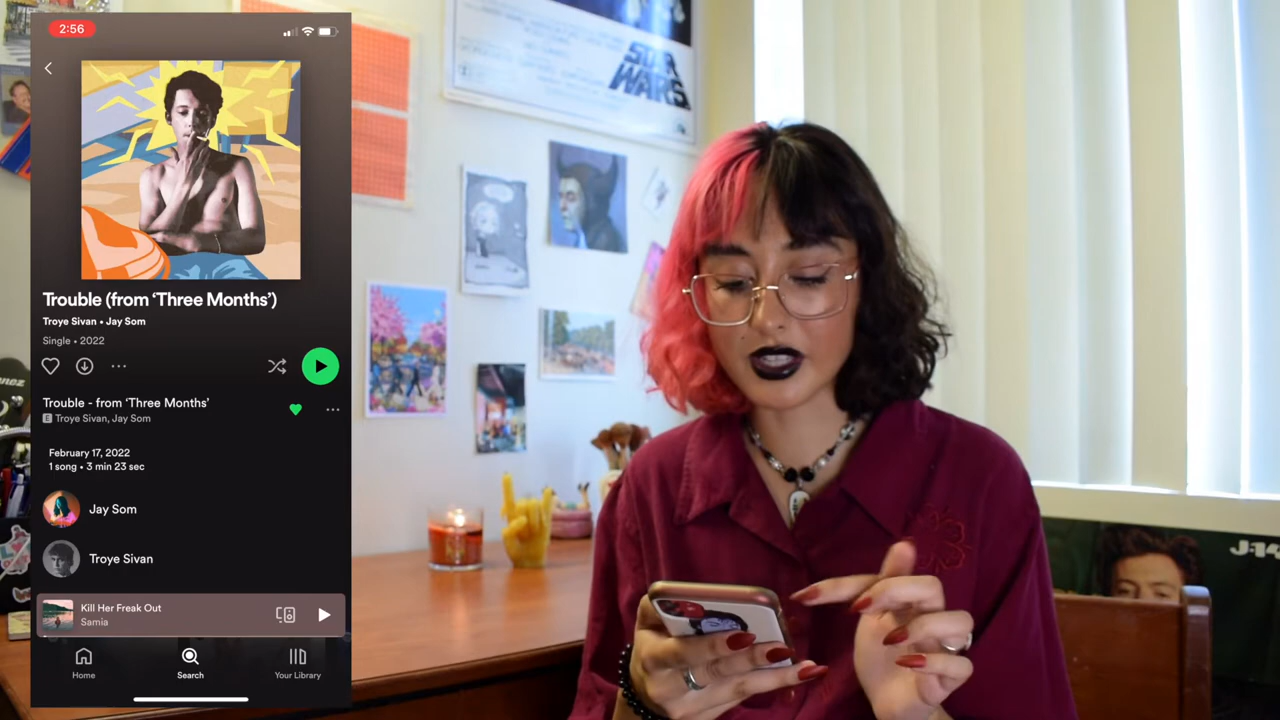 2:56
Trouble (from ‘Three Months’)
Troye Sivan • Jay Som
Single • 2022
Trouble - from ‘Three Months’
E Troye Sivan, Jay Som
February 17, 2022
1 song • 3 min 23 sec
Jay Som
Troye Sivan
Kill Her Freak Out
Samia
Home
Search
Your Library
STAR
WARS
J-14